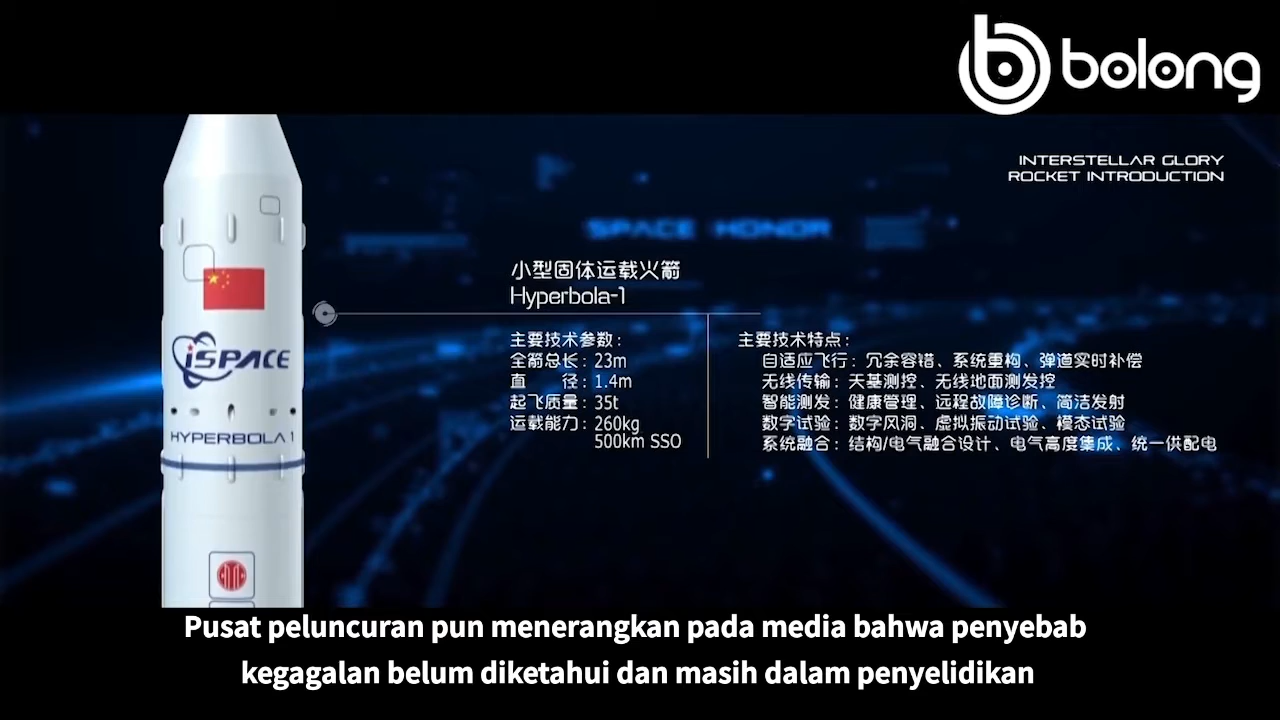 bolong
INTERSTELLAR GLORY
ROCKET INTRODUCTION
SPACE HONOR
小型固体运载火箭
Hyperbola-1
主要技术参数：
全箭总长：23m
直 径：1.4m
起飞质量：35t
运载能力：260kg
500km SSO
主要技术特点：
自适应飞行：冗余容错、系统重构、弹道实时补偿
无线传输：天基测控、无线地面测发控
智能测发：健康管理、远程故障诊断、简洁发射
数字试验：数字风洞、虚拟振动试验、模态试验
系统融合：结构/电气融合设计、电气高度集成、统一供配电
iSPACE
HYPERBOLA 1
Pusat peluncuran pun menerangkan pada media bahwa penyebab
kegagalan belum diketahui dan masih dalam penyelidikan